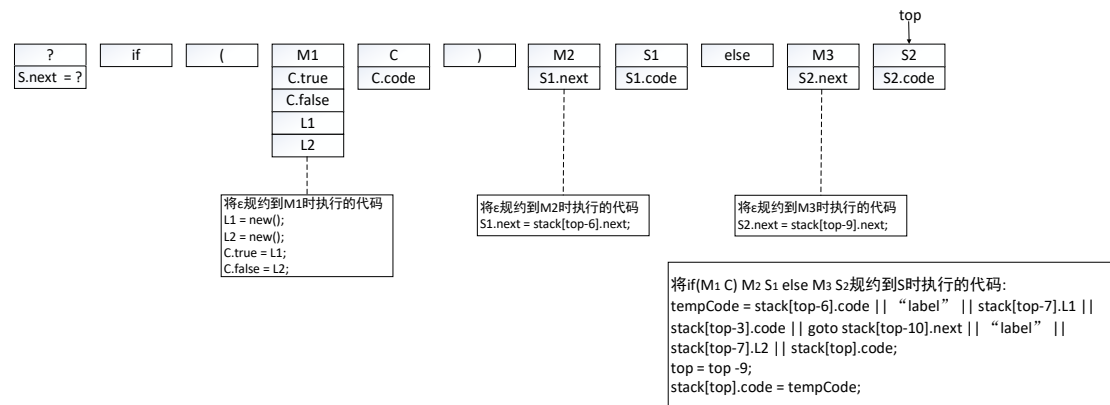 top
? if ( M1 C ) M2 S1 else M3 S2
S.next = ? C.true C.code S1.next S1.code S2.next S2.code
C.false
L1
L2
将ε规约到M1时执行的代码
L1 = new();
L2 = new();
C.true = L1;
C.false = L2;
将ε规约到M2时执行的代码
S1.next = stack[top-6].next;
将ε规约到M3时执行的代码
S2.next = stack[top-9].next;
将if(M1 C) M2 S1 else M3 S2规约到S时执行的代码:
tempCode = stack[top-6].code || “label” || stack[top-7].L1 ||
stack[top-3].code || goto stack[top-10].next || “label” ||
stack[top-7].L2 || stack[top].code;
top = top -9;
stack[top].code = tempCode;